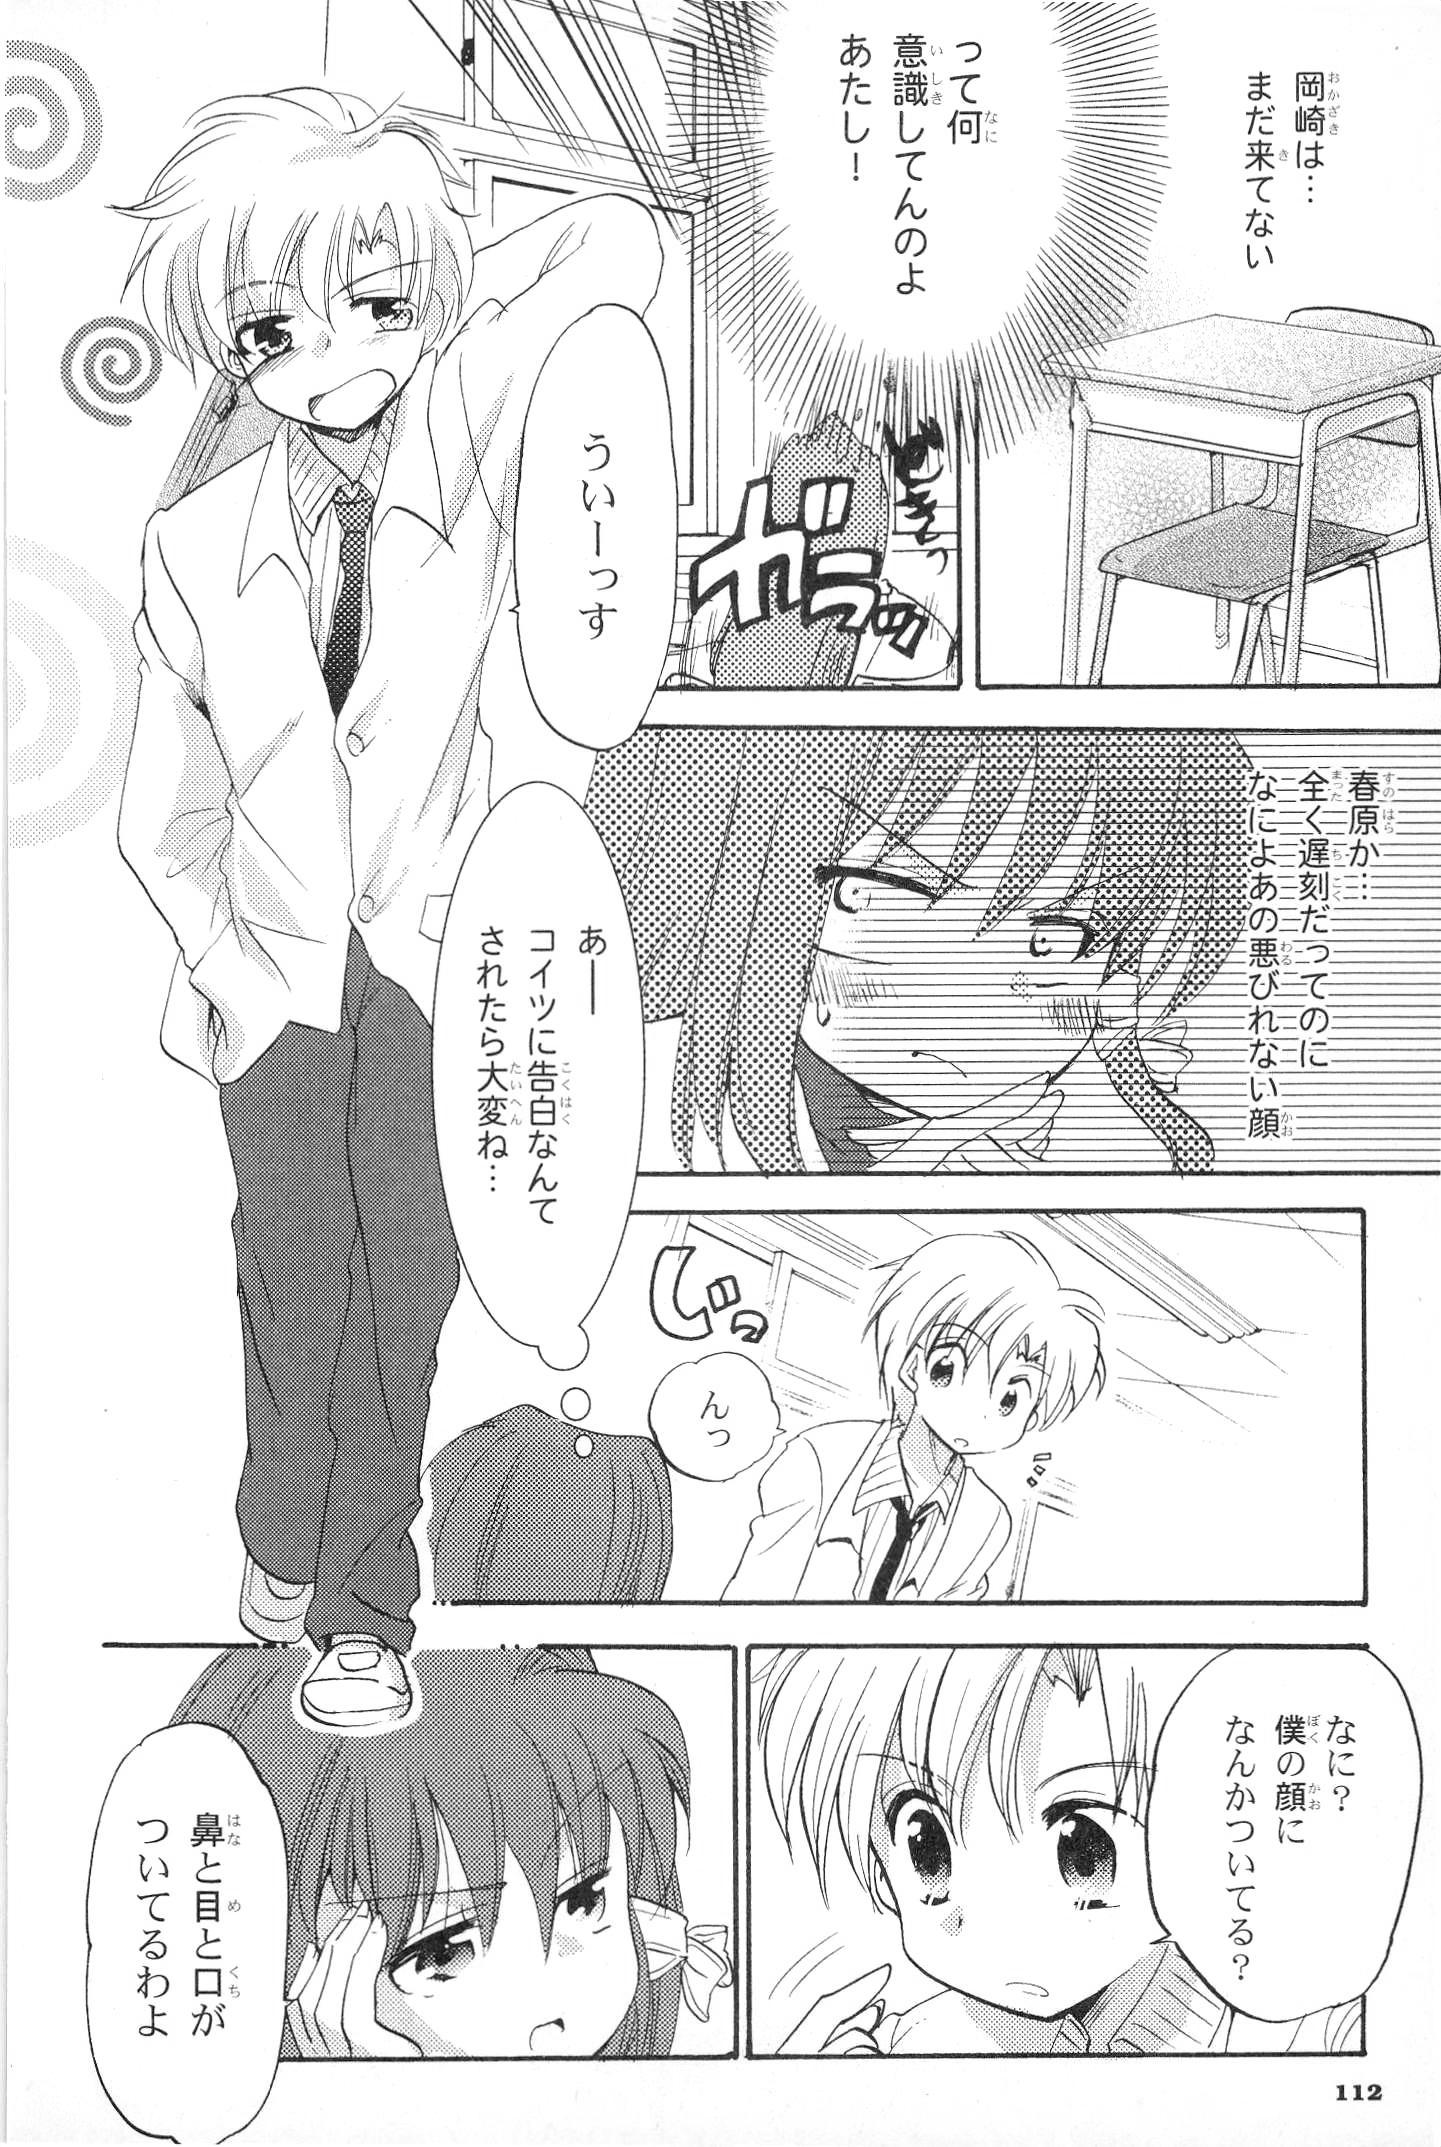 岡崎は…
まだ来てない
って何
意識してんのよ
あたし！
びくっ
ガラッ
うぃーっす
春原か…
全く遅刻だってのに
なによあの悪びれない顔
あー
コイツに告白なんて
されたら大変ね…
じーっ
んっ
なに？
僕の顔に
なんかついてる？
鼻と目と口が
ついてるわよ
112